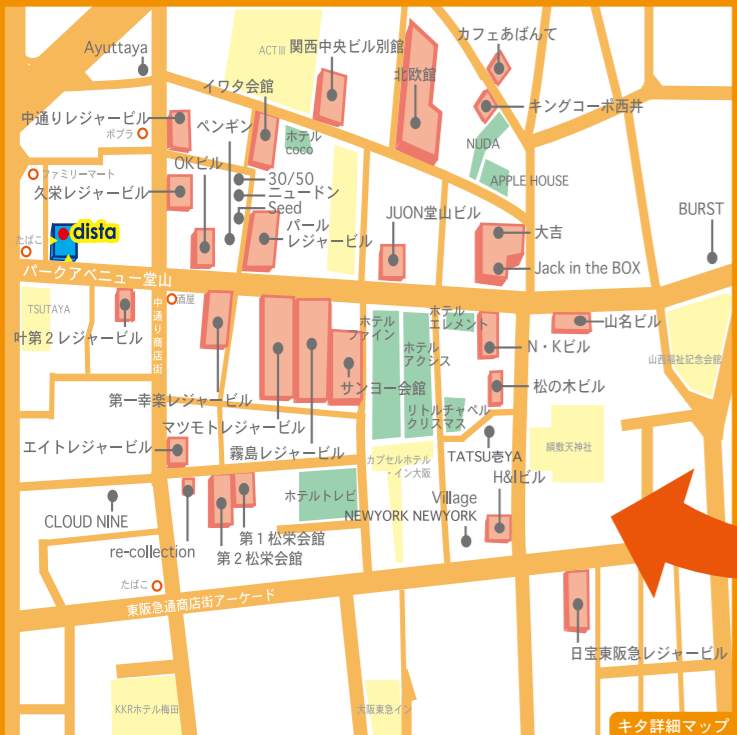 カフェあばんて
Ayuttaya
ACTⅢ
関西中央ビル別館
イワタ会館
北欧館
キングコーポ西井
中通りレジャービル
ポプラ
ペンギン
ホテル
coco
NUDA
OKビル
ファミリーマート
30/50
ニュードン
APPLE HOUSE
久栄レジャービル
Seed
パール
レジャービル
JUON堂山ビル
BURST
大吉
dista
たばこ
Jack in the BOX
パークアベニュー堂山
TSUTAYA
酒屋
中通り商店街
叶第2レジャービル
ホテル
ファイン
ホテル
エレメント
山名ビル
ホテル
アクシス
N・Kビル
山西福祉記念会館
サンヨー会館
松の木ビル
第一幸楽レジャービル
リトルチャペル
クリスマス
マツモトレジャービル
エイトレジャービル
霧島レジャービル
TATSU壱YA
綱敷天神社
カプセルホテル
・イン大阪
H&Iビル
ホテルトレビ
Village
CLOUD NINE
NEWYORK NEWYORK
re-collection
第1松栄会館
第2松栄会館
たばこ
東阪急通商店街アーケード
日宝東阪急レジャービル
KKRホテル梅田
大阪東急イン
キタ詳細マップ